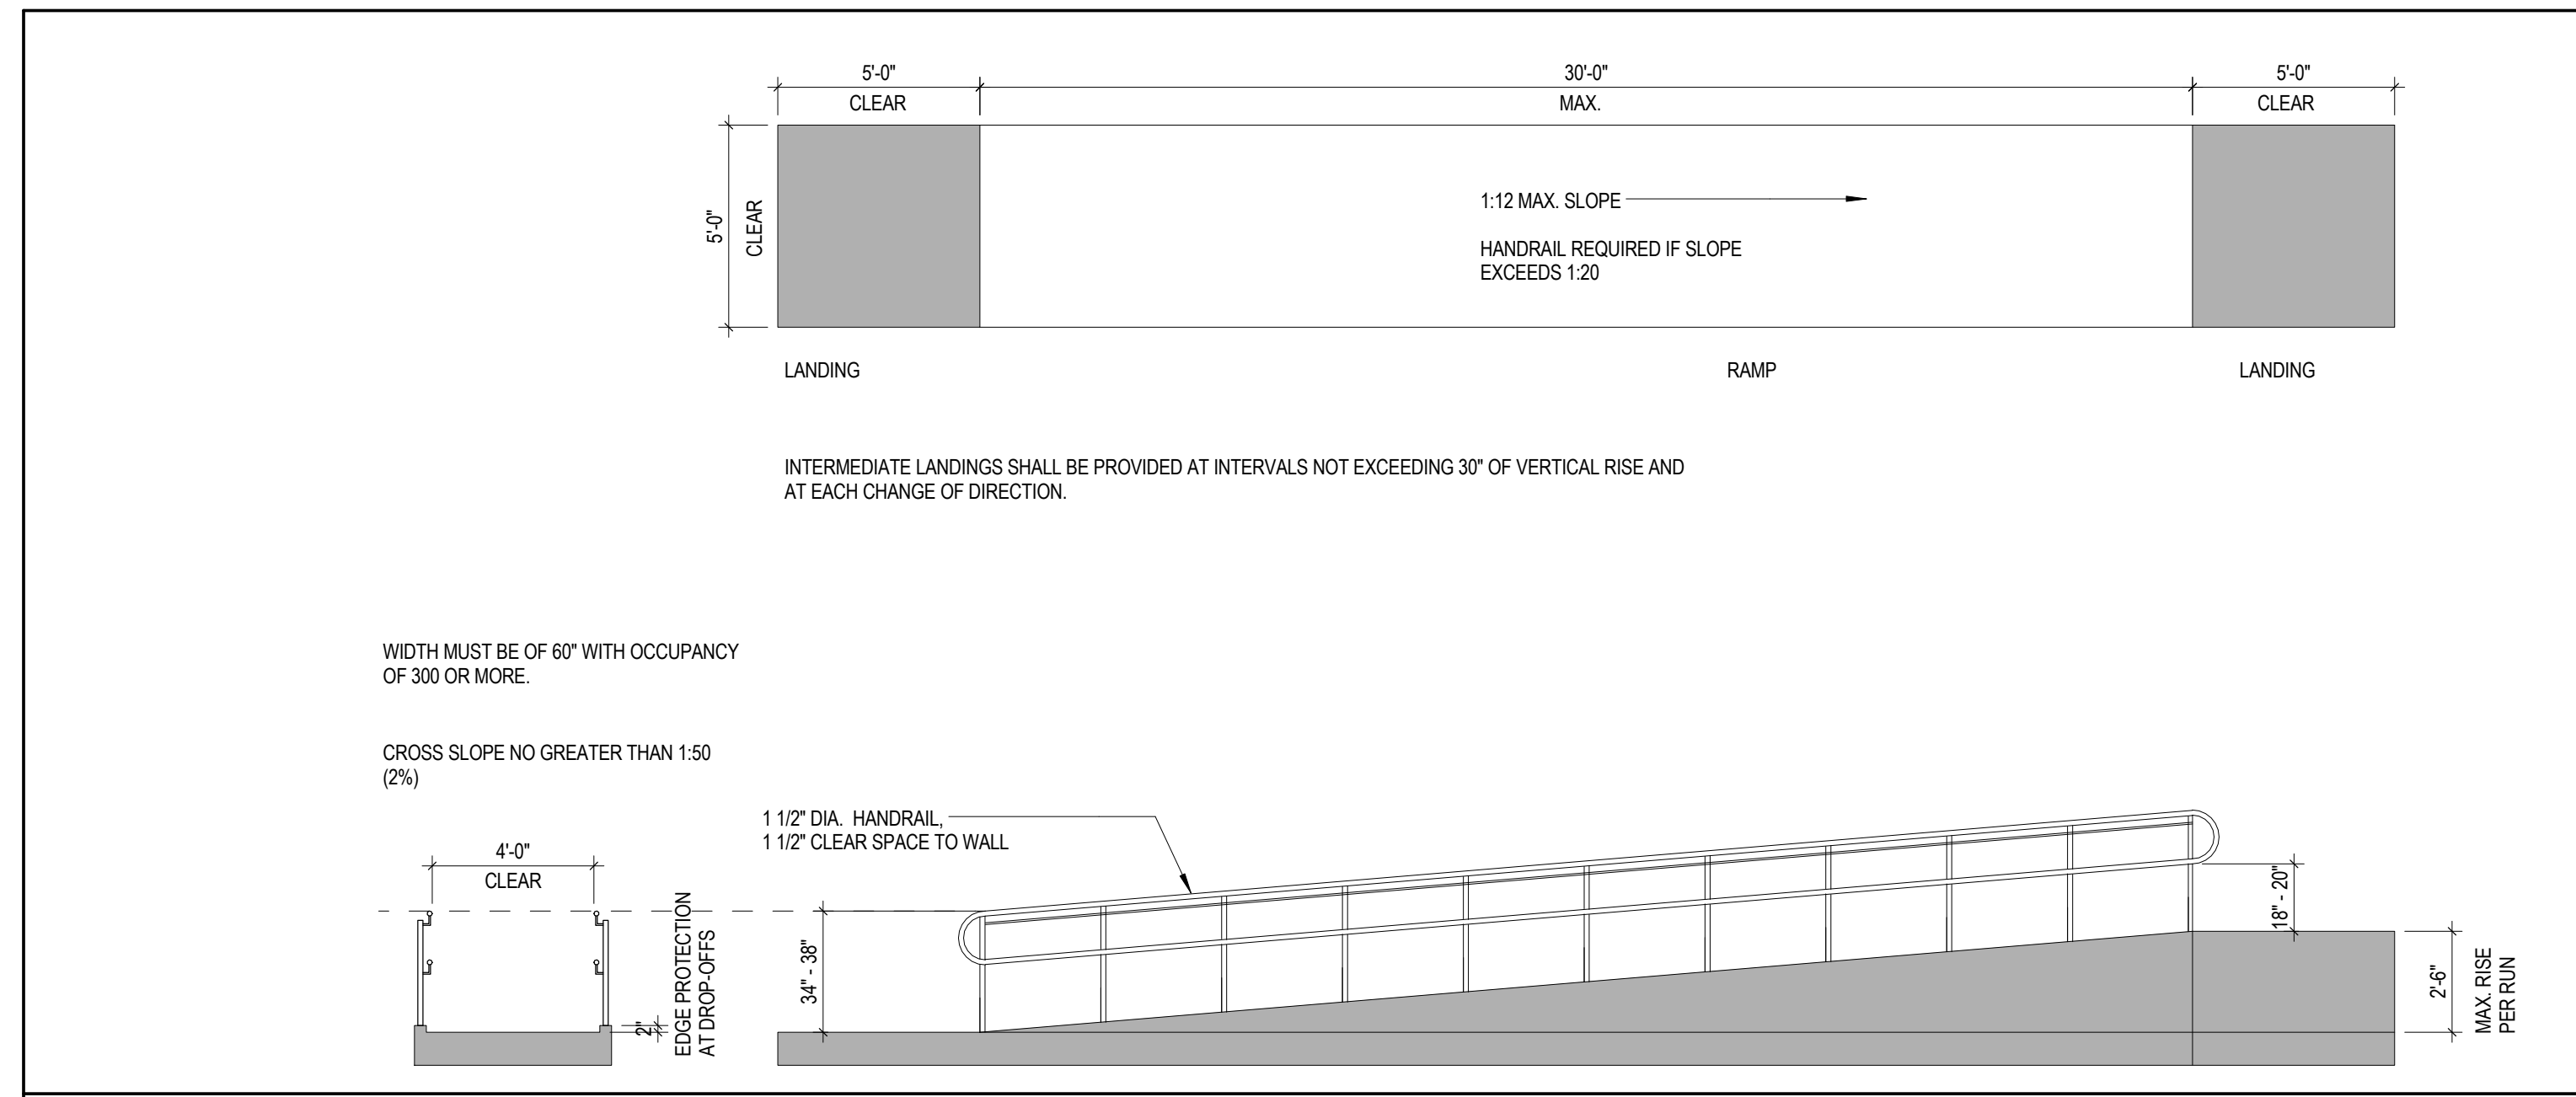 5'-0"
CLEAR
30'-0"
MAX.
5'-0"
CLEAR
5'-0"
CLEAR
1:12 MAX. SLOPE
HANDRAIL REQUIRED IF SLOPE
EXCEEDS 1:20
LANDING
RAMP
LANDING
INTERMEDIATE LANDINGS SHALL BE PROVIDED AT INTERVALS NOT EXCEEDING 30" OF VERTICAL RISE AND
AT EACH CHANGE OF DIRECTION.
WIDTH MUST BE OF 60" WITH OCCUPANCY
OF 300 OR MORE.
CROSS SLOPE NO GREATER THAN 1:50
(2%)
1 1/2" DIA. HANDRAIL,
1 1/2" CLEAR SPACE TO WALL
4'-0"
CLEAR
2"
EDGE PROTECTION
AT DROP-OFFS
34" - 38"
18" - 20"
2'-6"
MAX. RISE
PER RUN